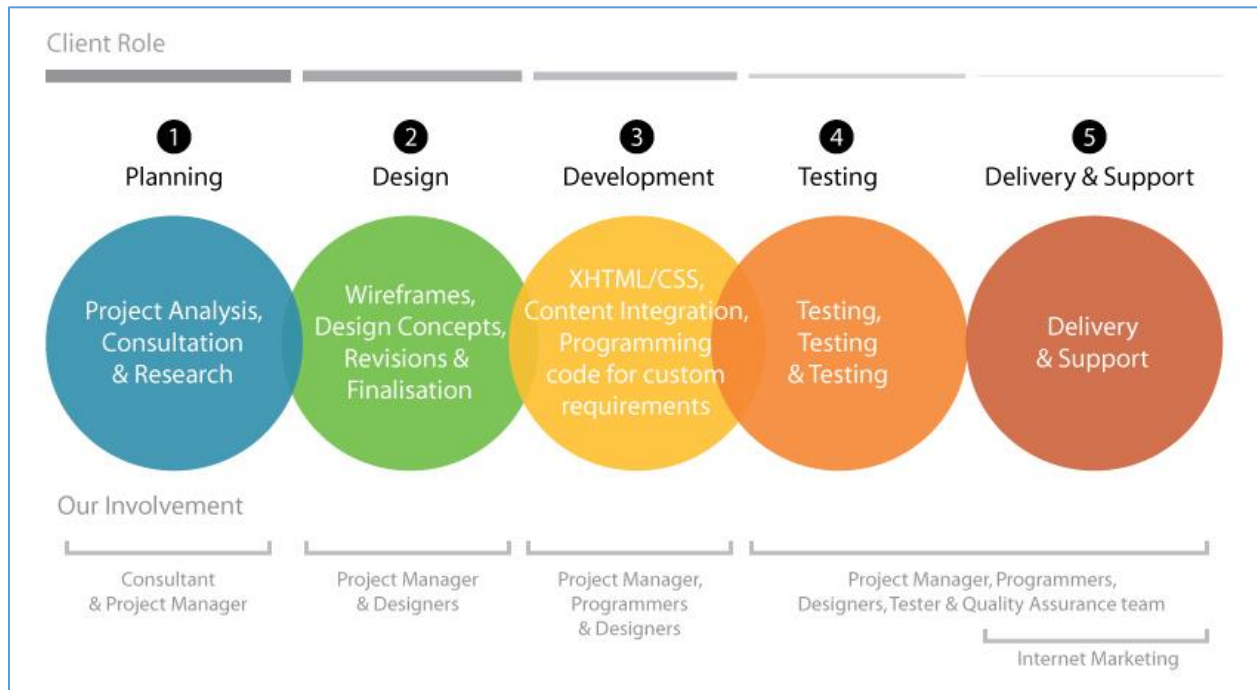 Client Role
1
Planning
2
Design
3
Development
4
Testing
5
Delivery & Support
Project Analysis,
Consultation
& Research
Wireframes,
Design Concepts,
Revisions &
Finalisation
XHTML/CSS,
Content Integration,
Programming
code for custom
requirements
Testing,
Testing
& Testing
Delivery
& Support
Our Involvement
Consultant
& Project Manager
Project Manager
& Designers
Project Manager,
Programmers
& Designers
Project Manager, Programmers,
Designers, Tester & Quality Assurance team
Internet Marketing